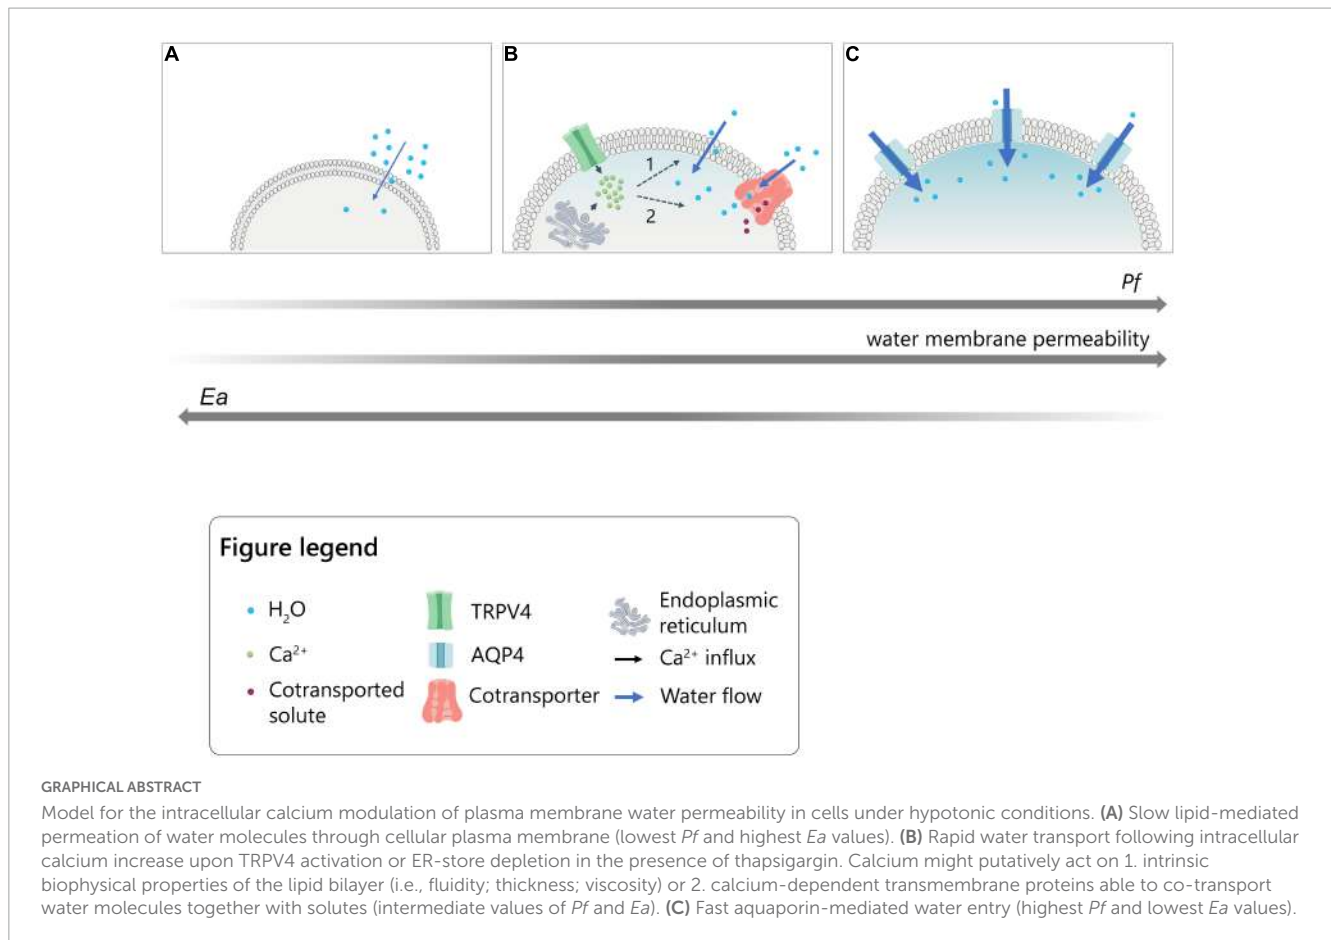 A
B
C
1
2
Pf
water membrane permeability
Ea
Figure legend
H₂O
TRPV4
Endoplasmic
reticulum
Ca²⁺
AQP4
Ca²⁺ influx
Cotransported
solute
Cotransporter
Water flow
GRAPHICAL ABSTRACT
Model for the intracellular calcium modulation of plasma membrane water permeability in cells under hypotonic conditions. (A) Slow lipid-mediated
permeation of water molecules through cellular plasma membrane (lowest Pf and highest Ea values). (B) Rapid water transport following intracellular
calcium increase upon TRPV4 activation or ER-store depletion in the presence of thapsigargin. Calcium might putatively act on 1. intrinsic
biophysical properties of the lipid bilayer (i.e., fluidity; thickness; viscosity) or 2. calcium-dependent transmembrane proteins able to co-transport
water molecules together with solutes (intermediate values of Pf and Ea). (C) Fast aquaporin-mediated water entry (highest Pf and lowest Ea values).